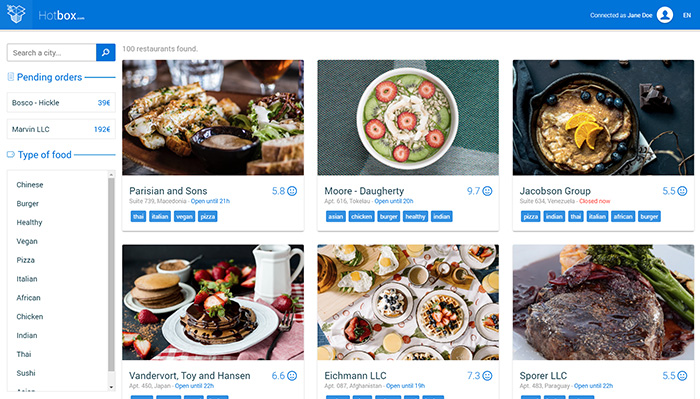 Hotbox.com
Connected as Jane Doe
EN
Search a city...
Pending orders
Bosco - Hickle 39€
Marvin LLC 192€
Type of food
Chinese
Burger
Healthy
Vegan
Pizza
Italian
African
Chicken
Indian
Thai
Sushi
100 restaurants found.
Parisian and Sons 5.8
Suite 739, Macedonia - Open until 21h
thai italian vegan pizza
Moore - Daugherty 9.7
Apt. 616, Tokelau - Open until 20h
asian chicken burger healthy indian
Jacobson Group 5.5
Suite 634, Venezuela - Closed now
pizza indian thai italian african burger
Vandervort, Toy and Hansen 6.6
Apt. 450, Japan - Open until 22h
Eichmann LLC 7.3
Apt. 087, Afghanistan - Open until 19h
Sporer LLC 5.5
Apt. 483, Paraguay - Open until 22h